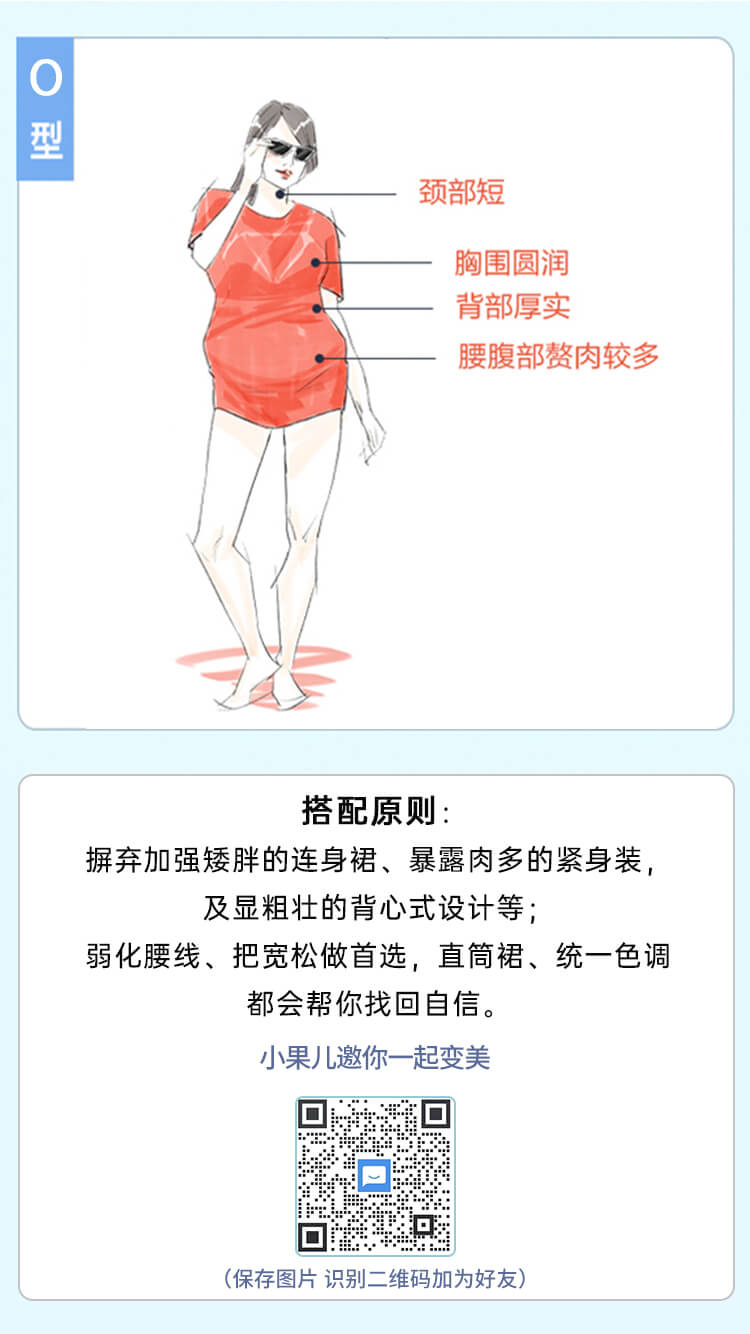 O
型
颈部短
胸围圆润
背部厚实
腰腹部赘肉较多
搭配原则：
摒弃加强矮胖的连身裙、暴露肉多的紧身装，
及显粗壮的背心式设计等；
弱化腰线、把宽松做首选，直筒裙、统一色调
都会帮你找回自信。
小果儿邀你一起变美
（保存图片 识别二维码加为好友）